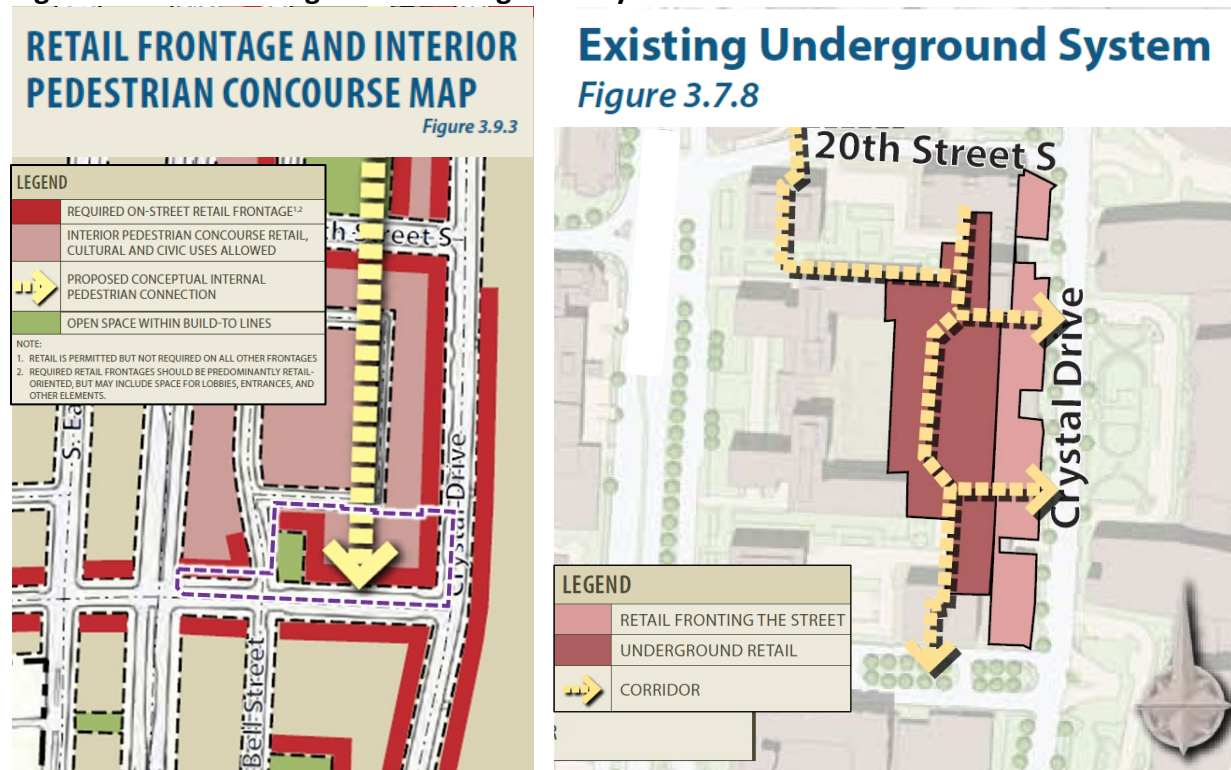 RETAIL FRONTAGE AND INTERIOR
PEDESTRIAN CONCOURSE MAP
Figure 3.9.3
LEGEND
REQUIRED ON-STREET RETAIL FRONTAGE1,2
INTERIOR PEDESTRIAN CONCOURSE RETAIL,
CULTURAL AND CIVIC USES ALLOWED
PROPOSED CONCEPTUAL INTERNAL
PEDESTRIAN CONNECTION
OPEN SPACE WITHIN BUILD-TO LINES
NOTE:
1. RETAIL IS PERMITTED BUT NOT REQUIRED ON ALL OTHER FRONTAGES
2. REQUIRED RETAIL FRONTAGES SHOULD BE PREDOMINANTLY RETAIL-
ORIENTED, BUT MAY INCLUDE SPACE FOR LOBBIES, ENTRANCES, AND
OTHER ELEMENTS.
th Street S
S. Ea
Crystal Drive
Bell Street
Existing Underground System
Figure 3.7.8
20th Street S
Crystal Drive
LEGEND
RETAIL FRONTING THE STREET
UNDERGROUND RETAIL
CORRIDOR
R